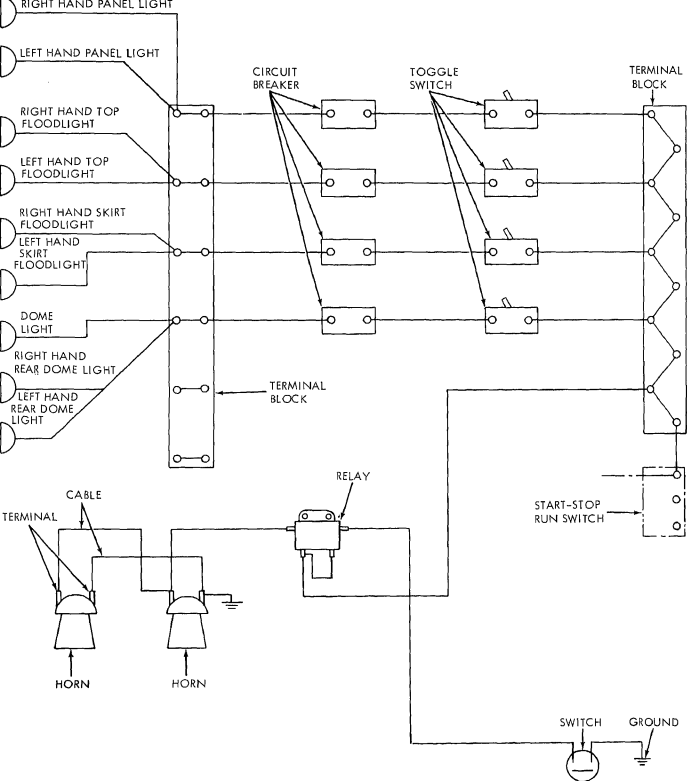 RIGHT HAND PANEL LIGHT
LEFT HAND PANEL LIGHT
CIRCUIT
BREAKER
TOGGLE
SWITCH
TERMINAL
BLOCK
RIGHT HAND TOP
FLOODLIGHT
LEFT HAND TOP
FLOODLIGHT
RIGHT HAND SKIRT
FLOODLIGHT
LEFT HAND
SKIRT
FLOODLIGHT
DOME
LIGHT
RIGHT HAND
REAR DOME LIGHT
LEFT HAND
REAR DOME
LIGHT
TERMINAL
BLOCK
RELAY
CABLE
TERMINAL
START-STOP
RUN SWITCH
HORN
HORN
SWITCH
GROUND